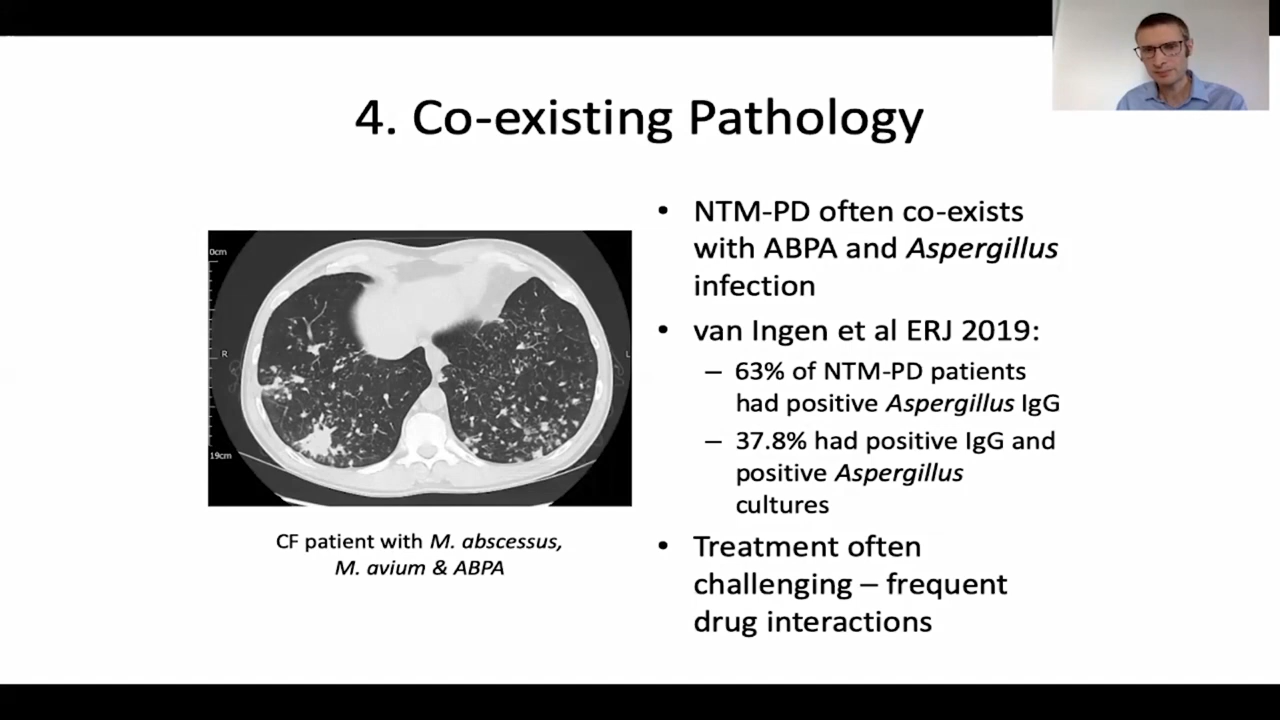 4. Co-existing Pathology
0cm
R
L
19cm
CF patient with M. abscessus,
M. avium & ABPA
• NTM-PD often co-exists
with ABPA and Aspergillus
infection
• van Ingen et al ERJ 2019:
– 63% of NTM-PD patients
had positive Aspergillus IgG
– 37.8% had positive IgG and
positive Aspergillus
cultures
• Treatment often
challenging – frequent
drug interactions